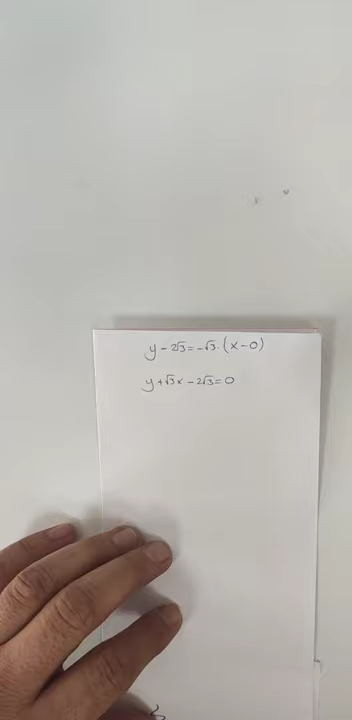 y - 2√3 = -√3 · (x - 0)
y + √3x - 2√3 = 0